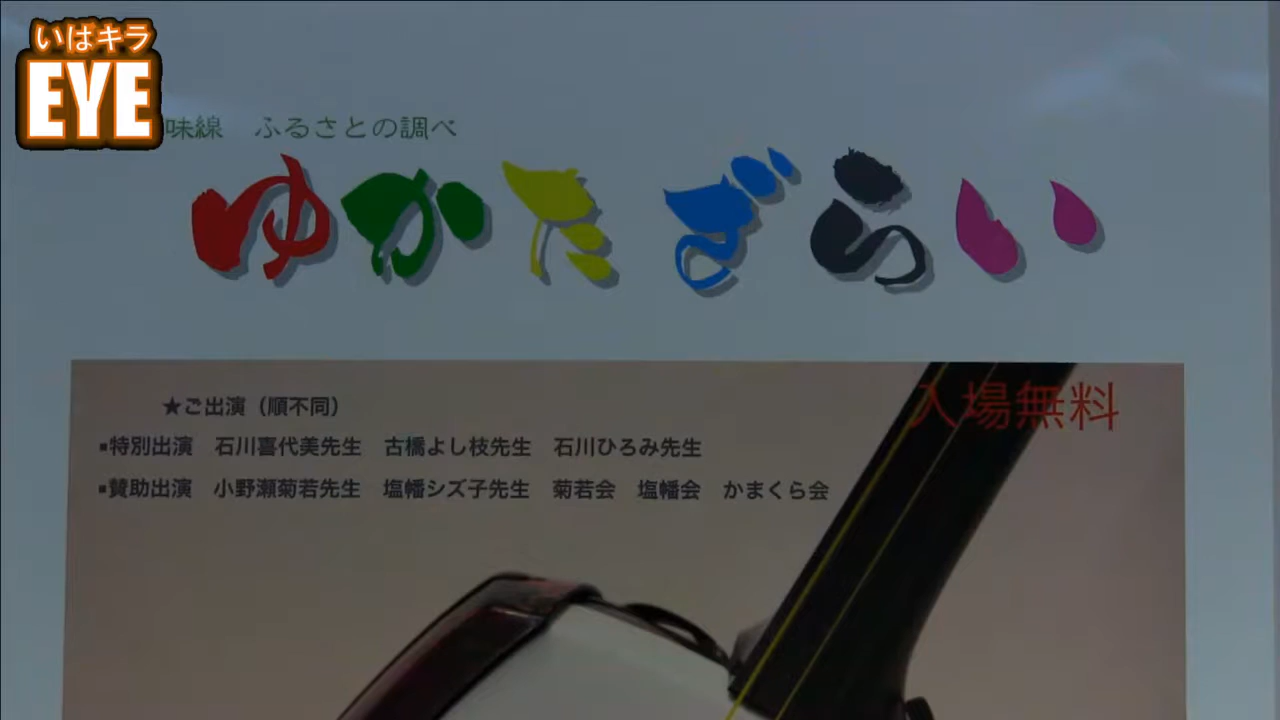 いはキラ
EYE
味線 ふるさとの調べ
ゆかたざらい
★ご出演（順不同）
入場無料
▪特別出演 石川喜代美先生 古橋よし枝先生 石川ひろみ先生
▪賛助出演 小野瀬菊若先生 塩幡シズ子先生 菊若会 塩幡会 かまくら会